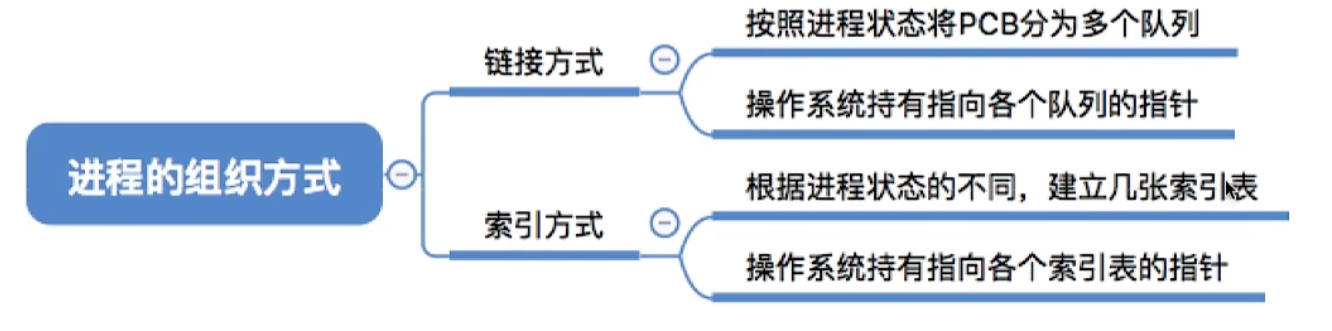 进程的组织方式
链接方式
按照进程状态将PCB分为多个队列
操作系统持有指向各个队列的指针
索引方式
根据进程状态的不同，建立几张索引表
操作系统持有指向各个索引表的指针